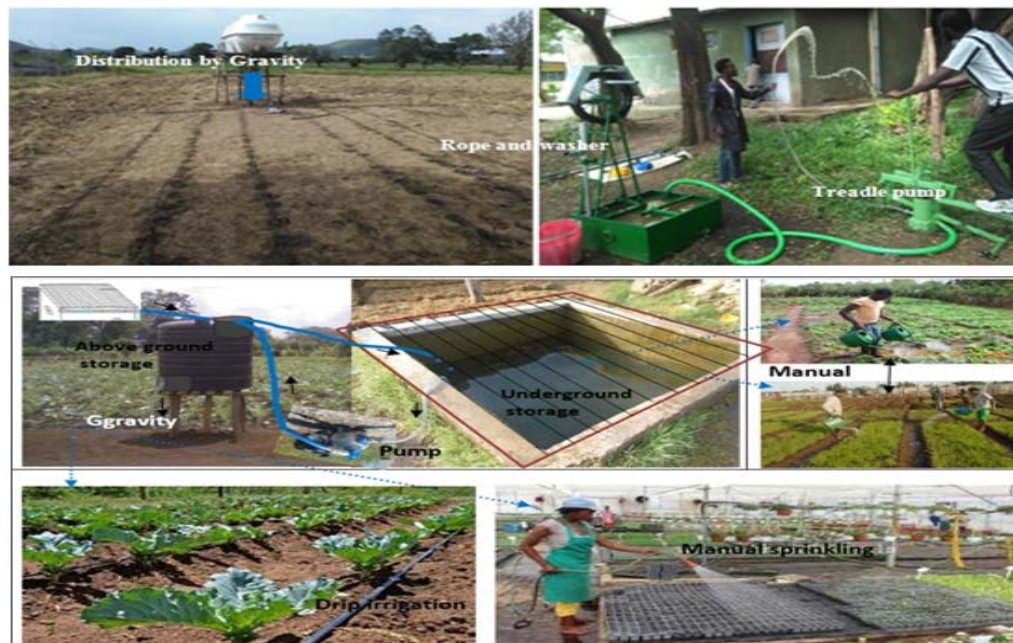 Distribution by Gravity
Rope and washer
Treadle pump
Above ground
storage
Underground
storage
Manual
Ggravity
Pump
Manual sprinkling
Drip irrigation